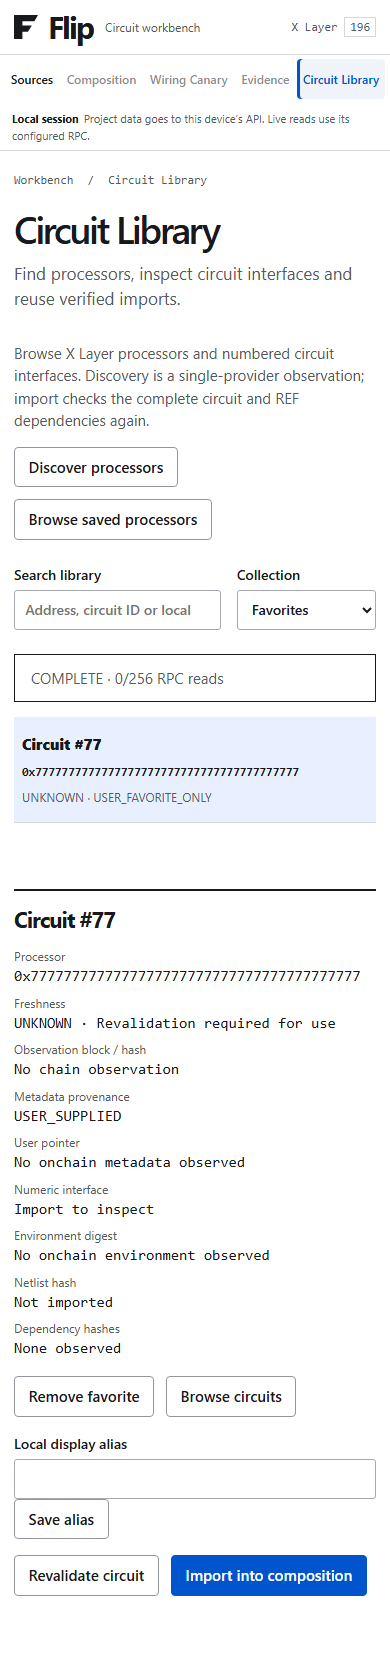 Flip Circuit workbench X Layer 196
Sources Composition Wiring Canary Evidence Circuit Library
Local session Project data goes to this device's API. Live reads use its
configured RPC.
Workbench / Circuit Library
Circuit Library
Find processors, inspect circuit interfaces and
reuse verified imports.
Browse X Layer processors and numbered circuit
interfaces. Discovery is a single-provider observation;
import checks the complete circuit and REF
dependencies again.
Discover processors
Browse saved processors
Search library Collection
Address, circuit ID or local Favorites
COMPLETE · 0/256 RPC reads
Circuit #77
0x7777777777777777777777777777777777777777
UNKNOWN · USER_FAVORITE_ONLY
Circuit #77
Processor
0x7777777777777777777777777777777777777777
Freshness
UNKNOWN · Revalidation required for use
Observation block / hash
No chain observation
Metadata provenance
USER_SUPPLIED
User pointer
No onchain metadata observed
Numeric interface
Import to inspect
Environment digest
No onchain environment observed
Netlist hash
Not imported
Dependency hashes
None observed
Remove favorite Browse circuits
Local display alias
Save alias
Revalidate circuit Import into composition